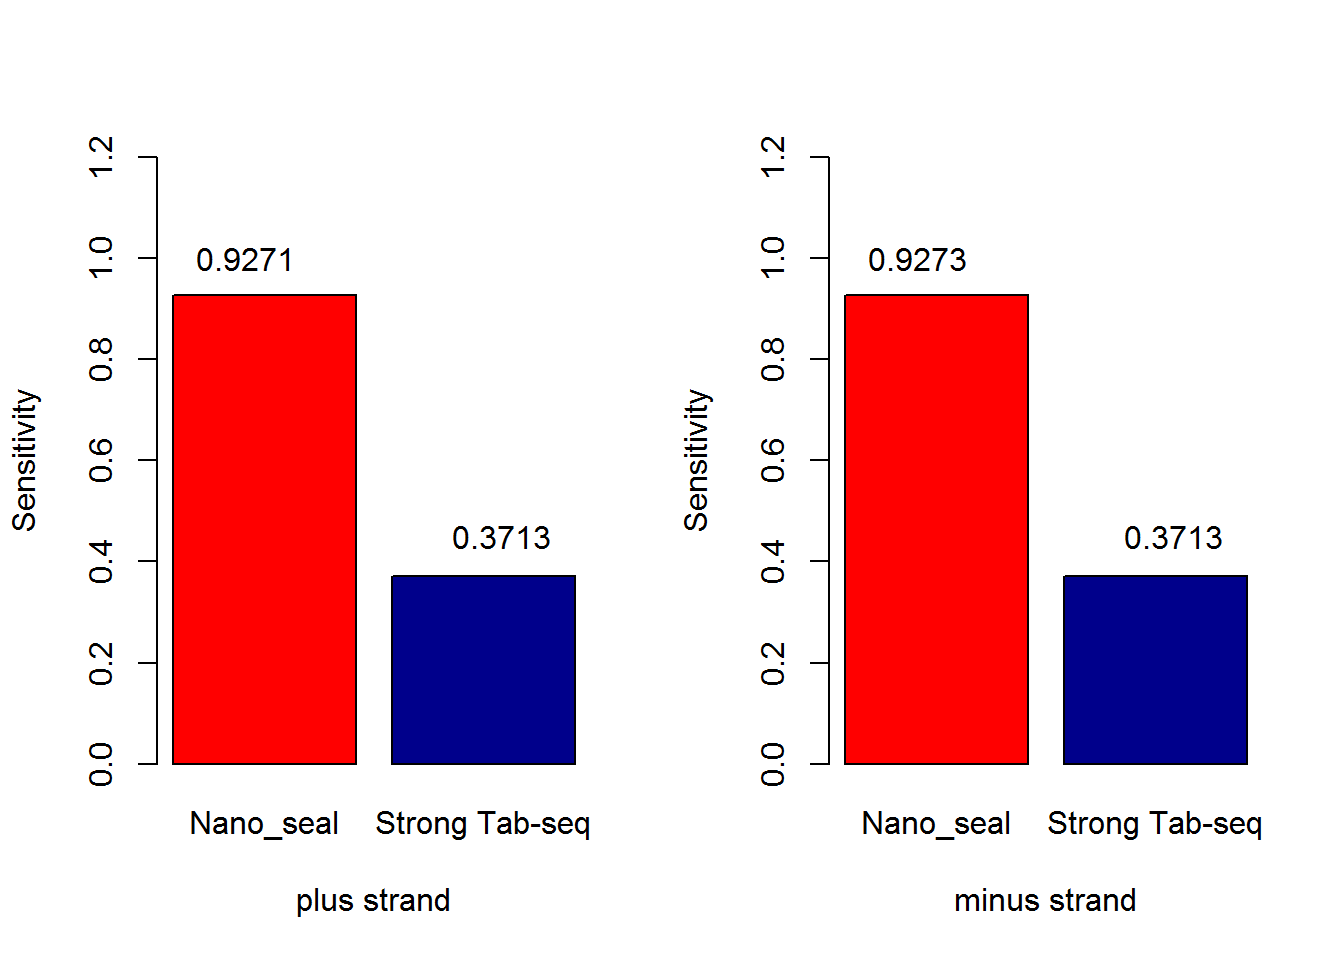 Sensitivity
1.2
1.0
0.8
0.6
0.4
0.2
0.0
0.9271
0.3713
Nano_seal
Strong Tab-seq
plus strand
Sensitivity
1.2
1.0
0.8
0.6
0.4
0.2
0.0
0.9273
0.3713
Nano_seal
Strong Tab-seq
minus strand